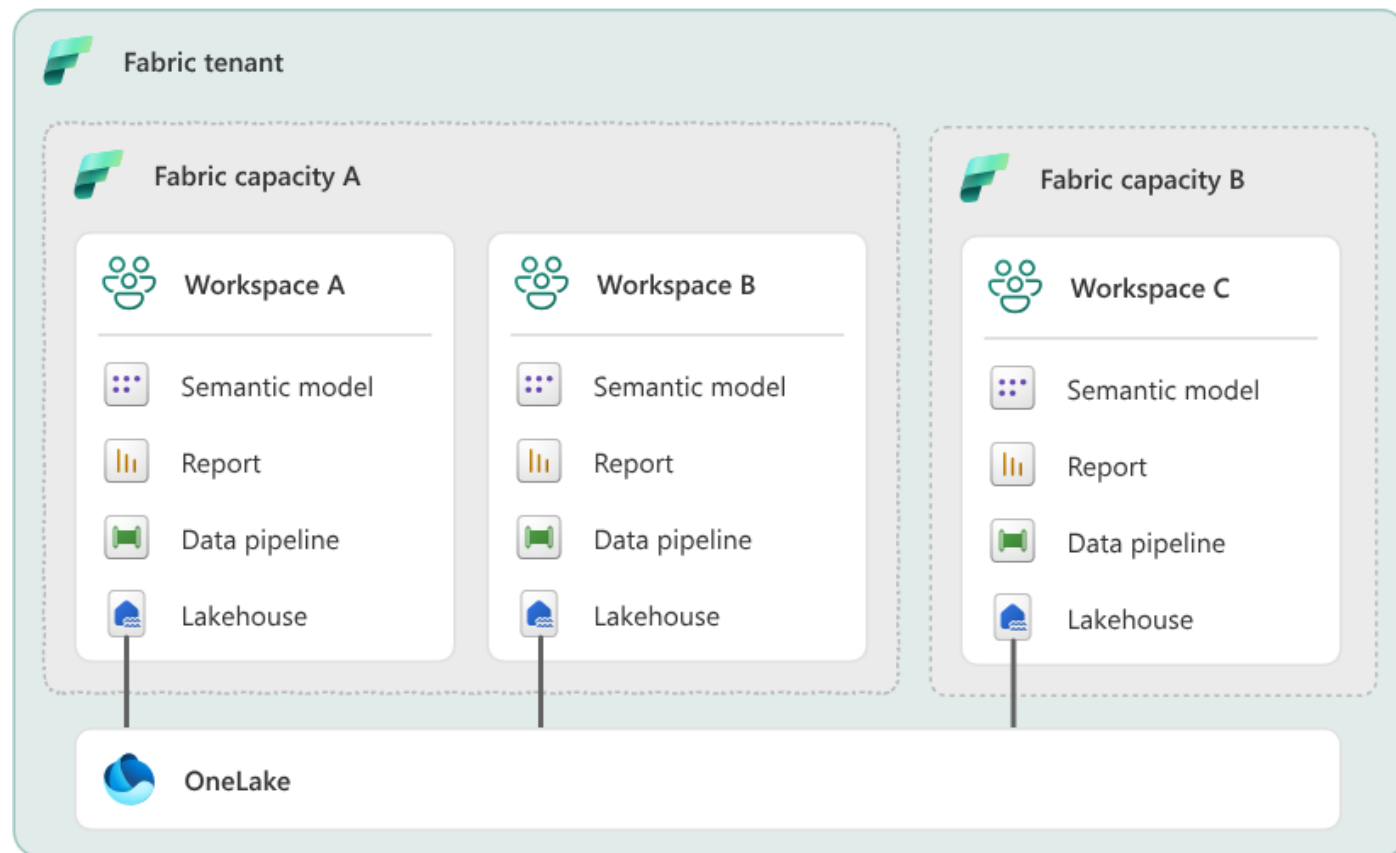 Fabric tenant
Fabric capacity A
Workspace A
Semantic model
Report
Data pipeline
Lakehouse
Workspace B
Semantic model
Report
Data pipeline
Lakehouse
Fabric capacity B
Workspace C
Semantic model
Report
Data pipeline
Lakehouse
OneLake